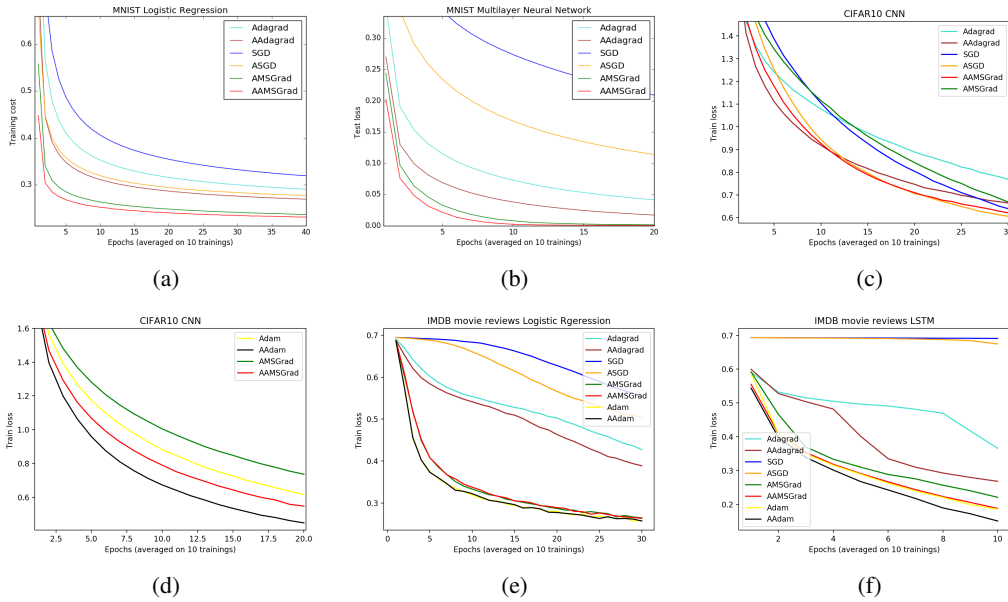 MNIST Logistic Regression
Training cost
0.6
0.5
0.4
0.3
Adagrad
AAdagrad
SGD
ASGD
AMSGrad
AAMSGrad
5 10 15 20 25 30 35 40
Epochs (averaged on 10 trainings)
(a)
MNIST Multilayer Neural Network
Test loss
0.30
0.25
0.20
0.15
0.10
0.05
0.00
Adagrad
AAdagrad
SGD
ASGD
AMSGrad
AAMSGrad
5 10 15 20
Epochs (averaged on 10 trainings)
(b)
CIFAR10 CNN
Train loss
1.4
1.3
1.2
1.1
1.0
0.9
0.8
0.7
0.6
Adagrad
AAdagrad
SGD
ASGD
AAMSGrad
AMSGrad
5 10 15 20 25 30
Epochs (averaged on 10 trainings)
(c)
CIFAR10 CNN
Train loss
1.6
1.4
1.2
1.0
0.8
0.6
Adam
AAdam
AMSGrad
AAMSGrad
2.5 5.0 7.5 10.0 12.5 15.0 17.5 20.0
Epochs (averaged on 10 trainings)
(d)
IMDB movie reviews Logistic Rgeression
Train loss
0.7
0.6
0.5
0.4
0.3
Adagrad
AAdagrad
SGD
ASGD
AMSGrad
AAMSGrad
Adam
AAdam
0 5 10 15 20 25 30
Epochs (averaged on 10 trainings)
(e)
IMDB movie reviews LSTM
Train loss
0.7
0.6
0.5
0.4
0.3
0.2
Adagrad
AAdagrad
SGD
ASGD
AMSGrad
AAMSGrad
Adam
AAdam
2 4 6 8 10
Epochs (averaged on 10 trainings)
(f)